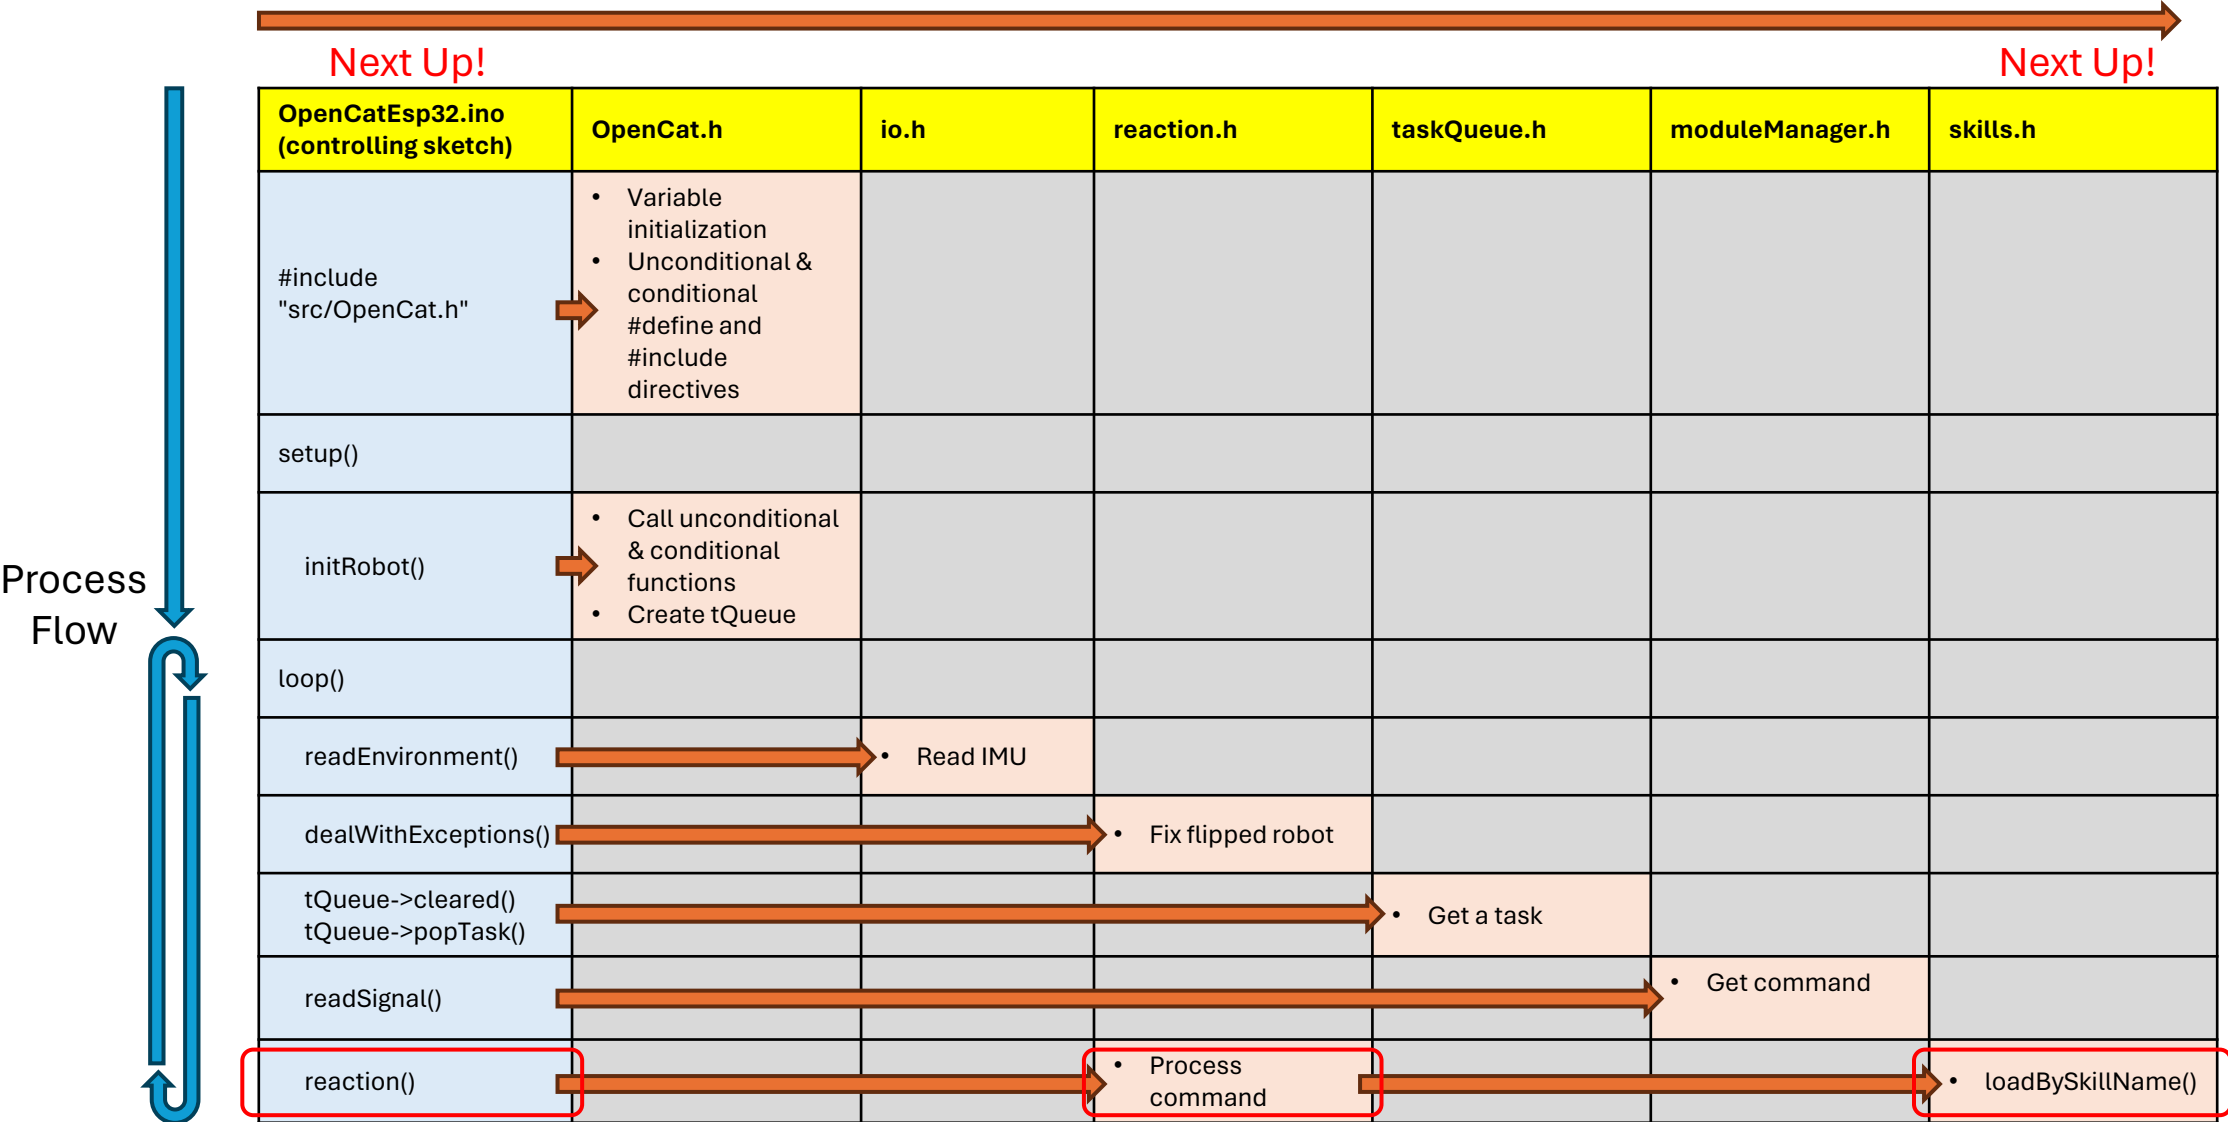 Next Up!
Next Up!
OpenCatEsp32.ino
(controlling sketch)
OpenCat.h
io.h
reaction.h
taskQueue.h
moduleManager.h
skills.h
#include
"src/OpenCat.h"
• Variable
initialization
• Unconditional &
conditional
#define and
#include
directives
setup()
Process
Flow
initRobot()
• Call unconditional
& conditional
functions
• Create tQueue
loop()
readEnvironment()
• Read IMU
dealWithExceptions()
• Fix flipped robot
tQueue->cleared()
tQueue->popTask()
• Get a task
readSignal()
• Get command
reaction()
• Process
command
• loadBySkillName()